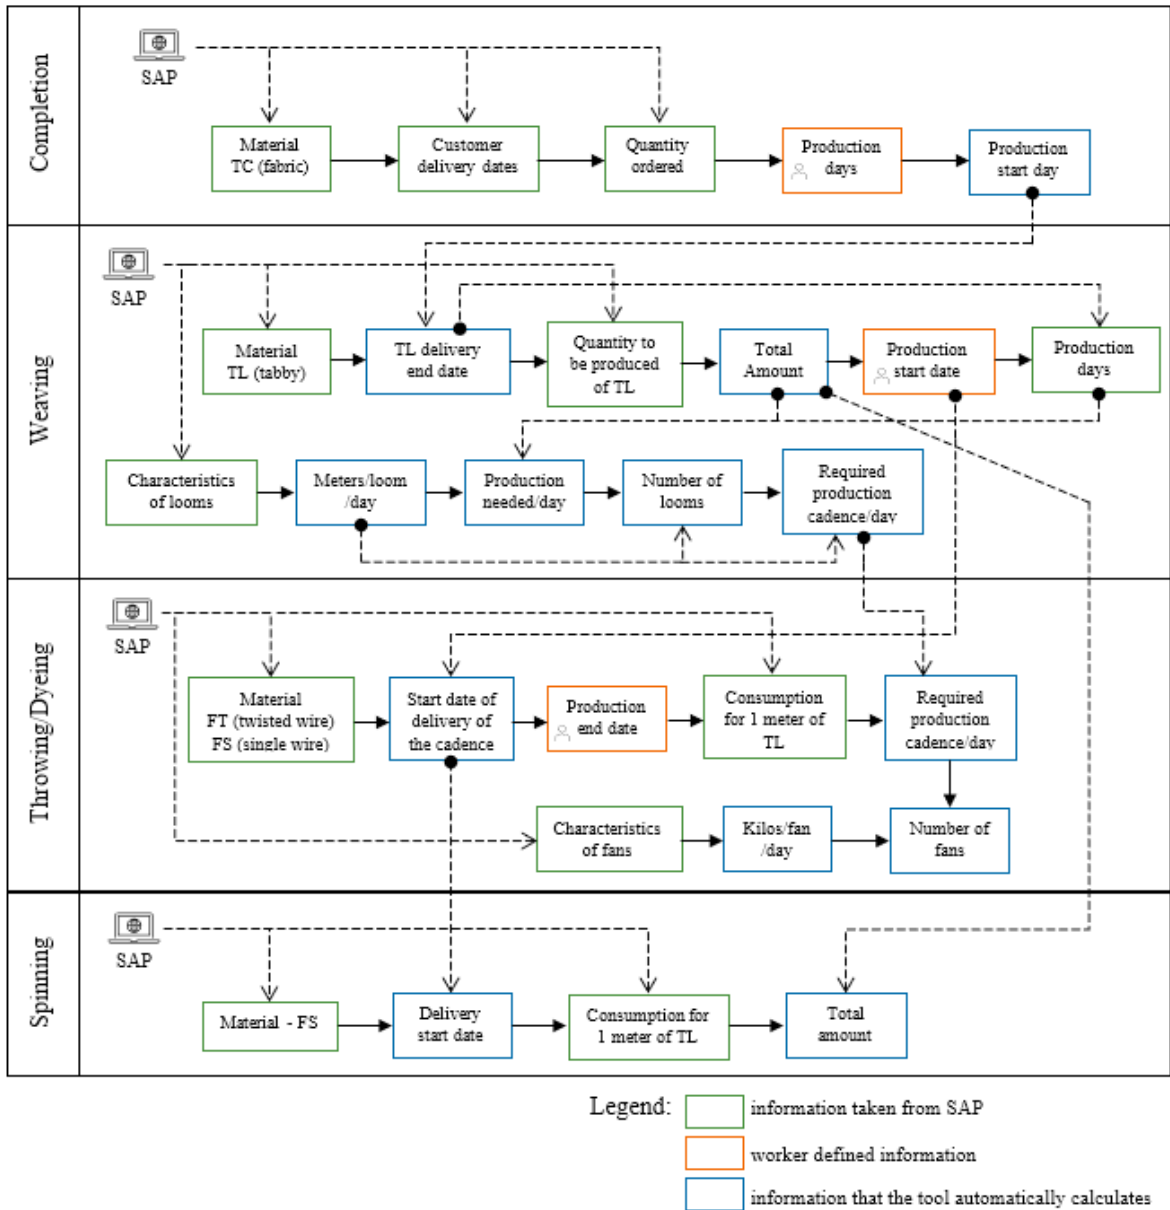 Completion
SAP
Material
TC (fabric)
Customer
delivery dates
Quantity
ordered
Production
days
Production
start day
Weaving
SAP
Material
TL (tabby)
TL delivery
end date
Quantity to
be produced
of TL
Total
Amount
Production
start date
Production
days
Characteristics
of looms
Meters/loom
/day
Production
needed/day
Number of
looms
Required
production
cadence/day
Throwing/Dyeing
SAP
Material
FT (twisted wire)
FS (single wire)
Start date of
delivery of
the cadence
Production
end date
Consumption
for 1 meter of
TL
Required
production
cadence/day
Characteristics
of fans
Kilos/fan
/day
Number of
fans
Spinning
SAP
Material - FS
Delivery
start date
Consumption for
1 meter of TL
Total
amount
Legend:
information taken from SAP
worker defined information
information that the tool automatically calculates